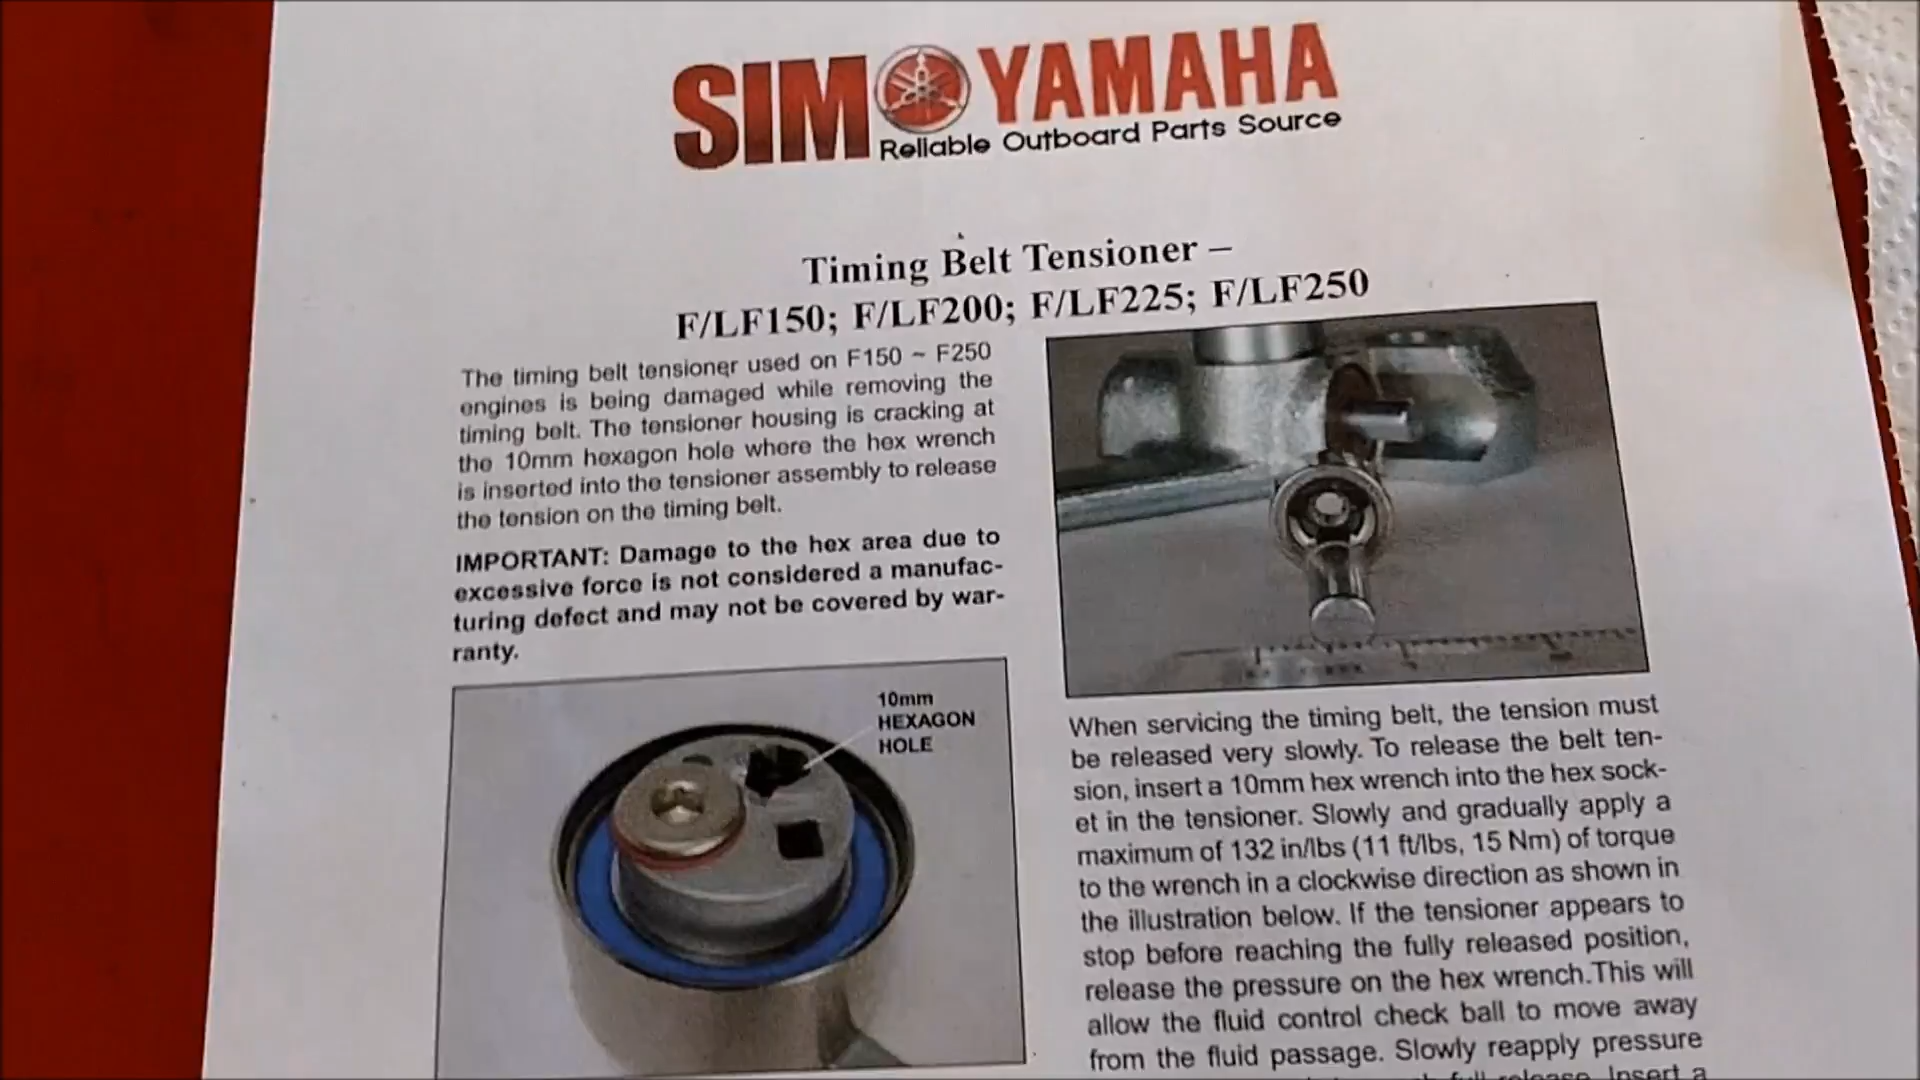 SIM YAMAHA
Reliable Outboard Parts Source
Timing Belt Tensioner –
F/LF150; F/LF200; F/LF225; F/LF250
The timing belt tensioner used on F150 ~ F250
engines is being damaged while removing the
timing belt. The tensioner housing is cracking at
the 10mm hexagon hole where the hex wrench
is inserted into the tensioner assembly to release
the tension on the timing belt.
IMPORTANT: Damage to the hex area due to
excessive force is not considered a manufac-
turing defect and may not be covered by war-
ranty.
10mm
HEXAGON
HOLE
When servicing the timing belt, the tension must
be released very slowly. To release the belt ten-
sion, insert a 10mm hex wrench into the hex sock-
et in the tensioner. Slowly and gradually apply a
maximum of 132 in/lbs (11 ft/lbs, 15 Nm) of torque
to the wrench in a clockwise direction as shown in
the illustration below. If the tensioner appears to
stop before reaching the fully released position,
release the pressure on the hex wrench.This will
allow the fluid control check ball to move away
from the fluid passage. Slowly reapply pressure
full release. Insert a